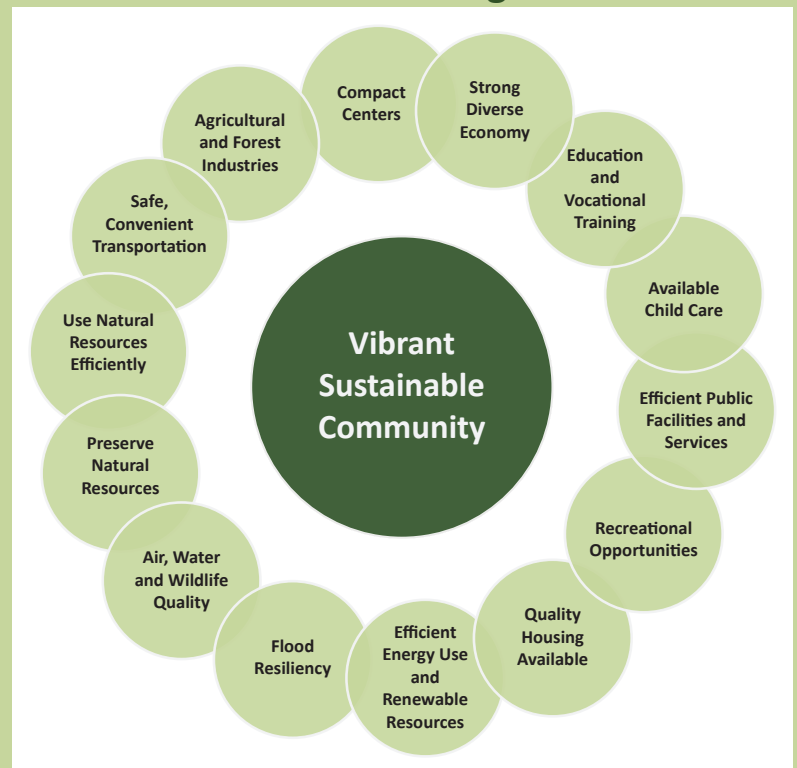 Compact
Centers
Strong
Diverse
Economy
Education
and
Vocational
Training
Available
Child Care
Efficient Public
Facilities and
Services
Recreational
Opportunities
Quality
Housing
Available
Efficient
Energy Use
and
Renewable
Resources
Flood
Resiliency
Air, Water
and Wildlife
Quality
Preserve
Natural
Resources
Use Natural
Resources
Efficiently
Safe,
Convenient
Transportation
Agricultural
and Forest
Industries
Vibrant
Sustainable
Community